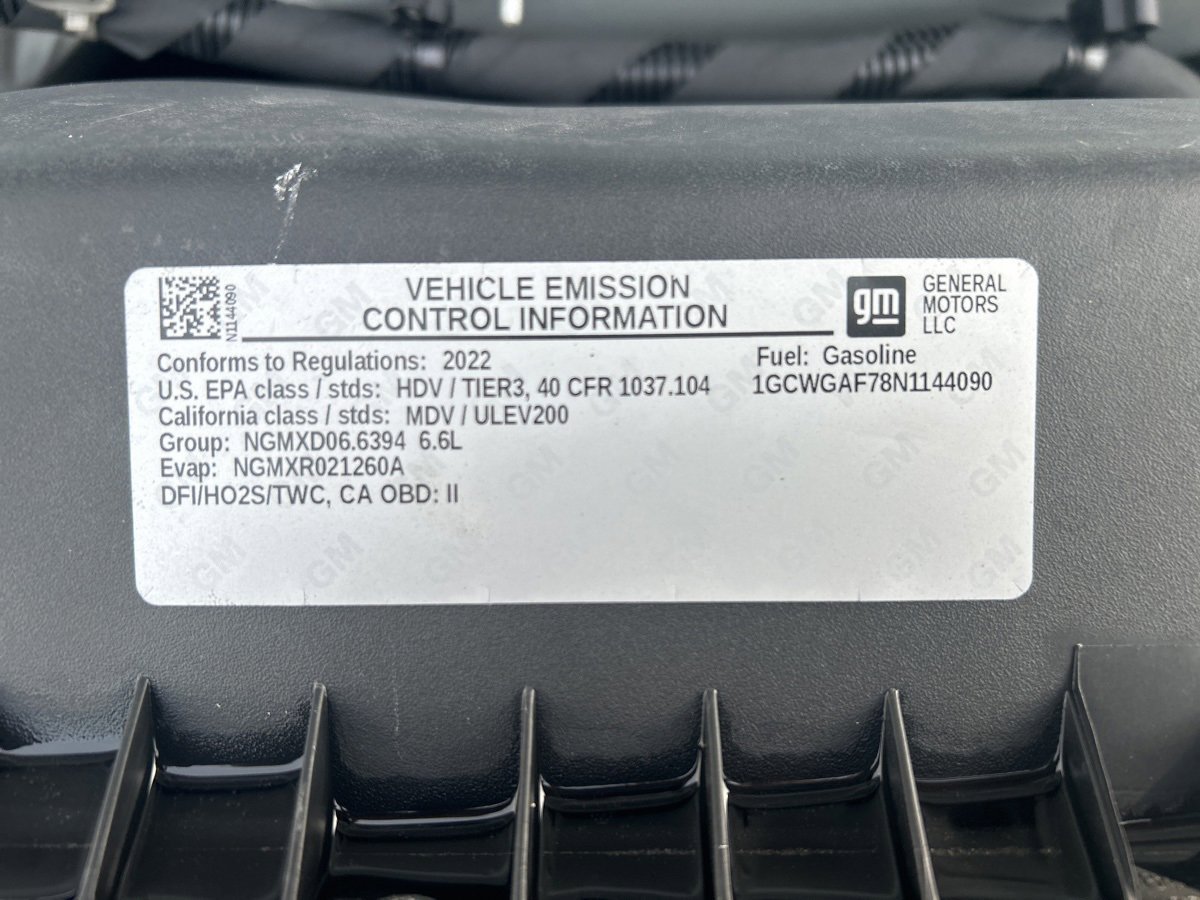 VEHICLE EMISSION
CONTROL INFORMATION
N1144090
gm
GENERAL
MOTORS
LLC
Conforms to Regulations: 2022
Fuel: Gasoline
U.S. EPA class / stds: HDV / TIER3, 40 CFR 1037.104
1GCWGAF78N1144090
California class / stds: MDV / ULEV200
Group: NGMXD06.6394 6.6L
Evap: NGMXR021260A
DFI/HO2S/TWC, CA OBD: II